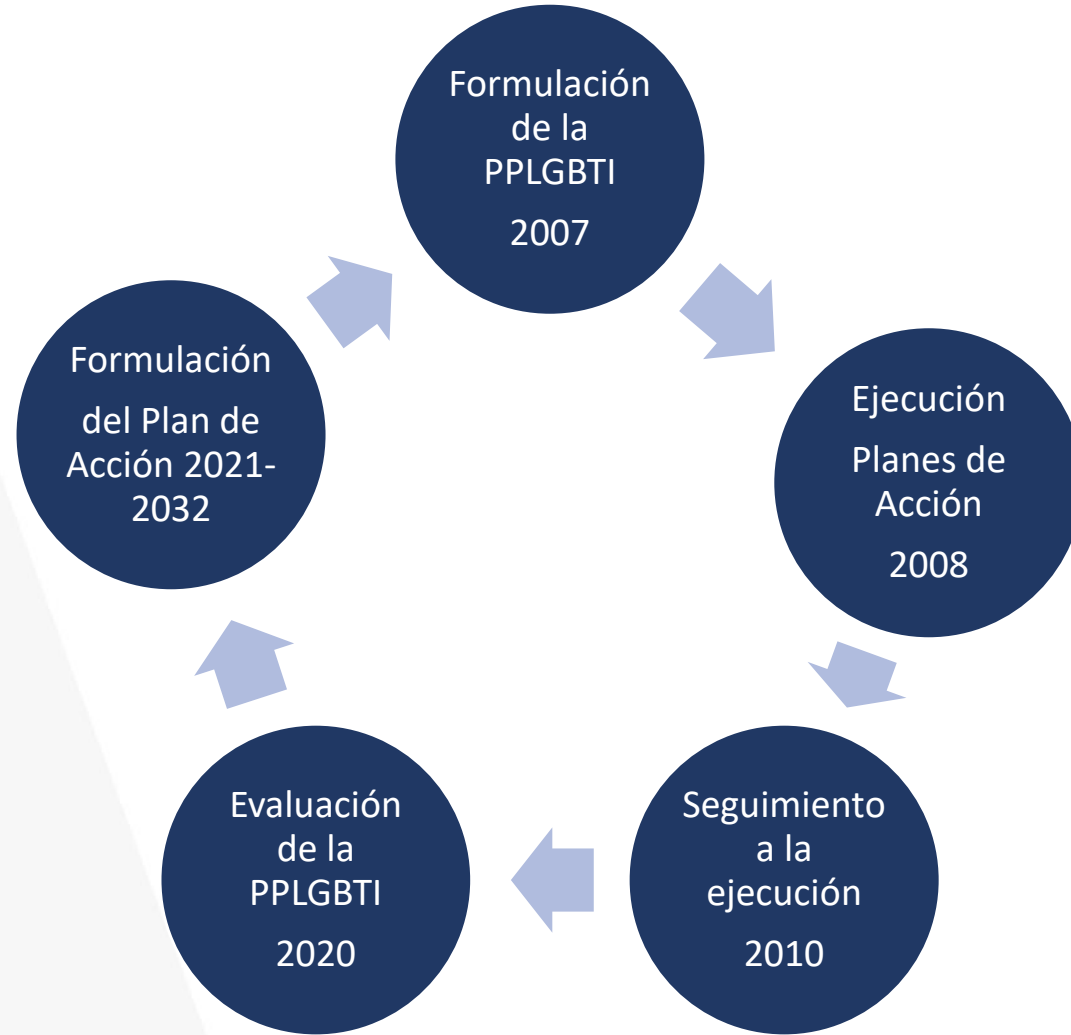 Formulación
de la
PPLGBTI
2007
Ejecución
Planes de
Acción
2008
Seguimiento
a la
ejecución
2010
Evaluación
de la
PPLGBTI
2020
Formulación
del Plan de
Acción 2021-
2032